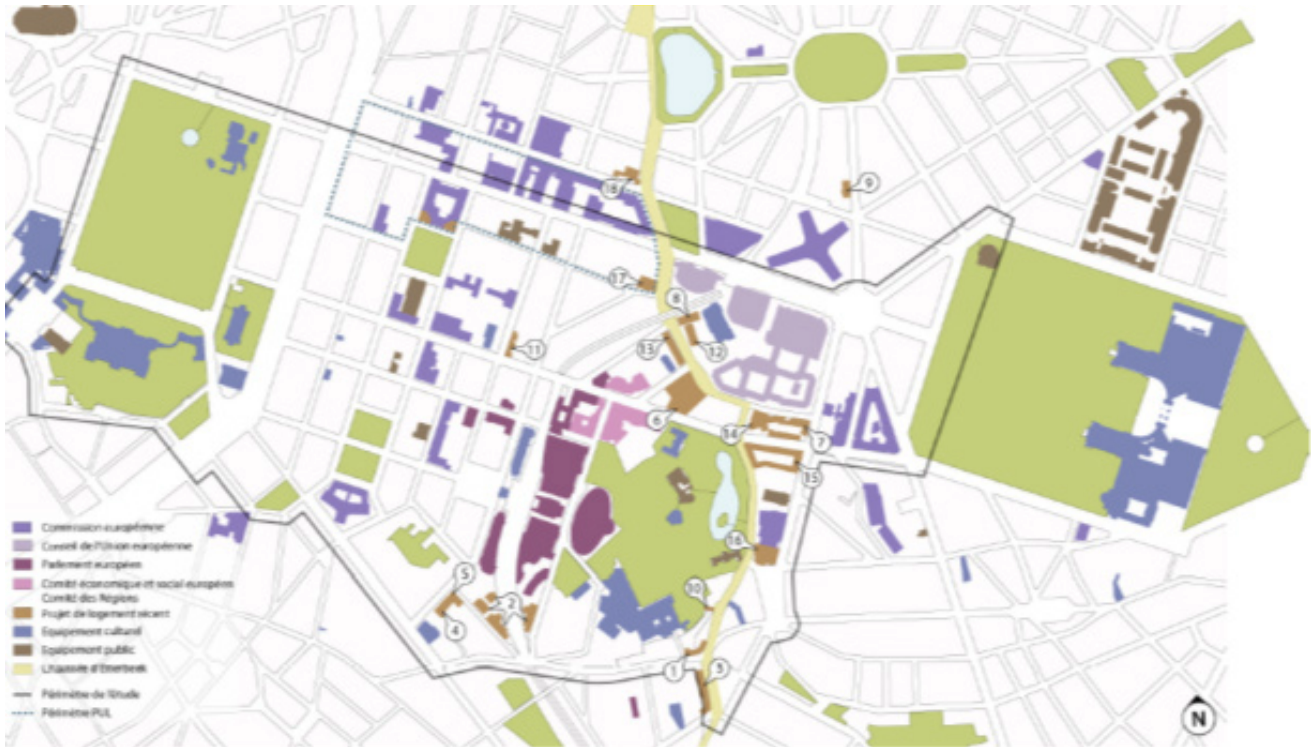 18
9
17
8
13
12
11
6
14
7
15
16
10
5
2
4
1
5
Commission européenne
Conseil de l'Union européenne
Parlement européen
Comité économique et social européen
Comité des Régions
Projet de logement récent
Equipement culturel
Equipement public
Chaussée d'Etterbeek
Périmètre de l'étude
Périmètre PUL
N